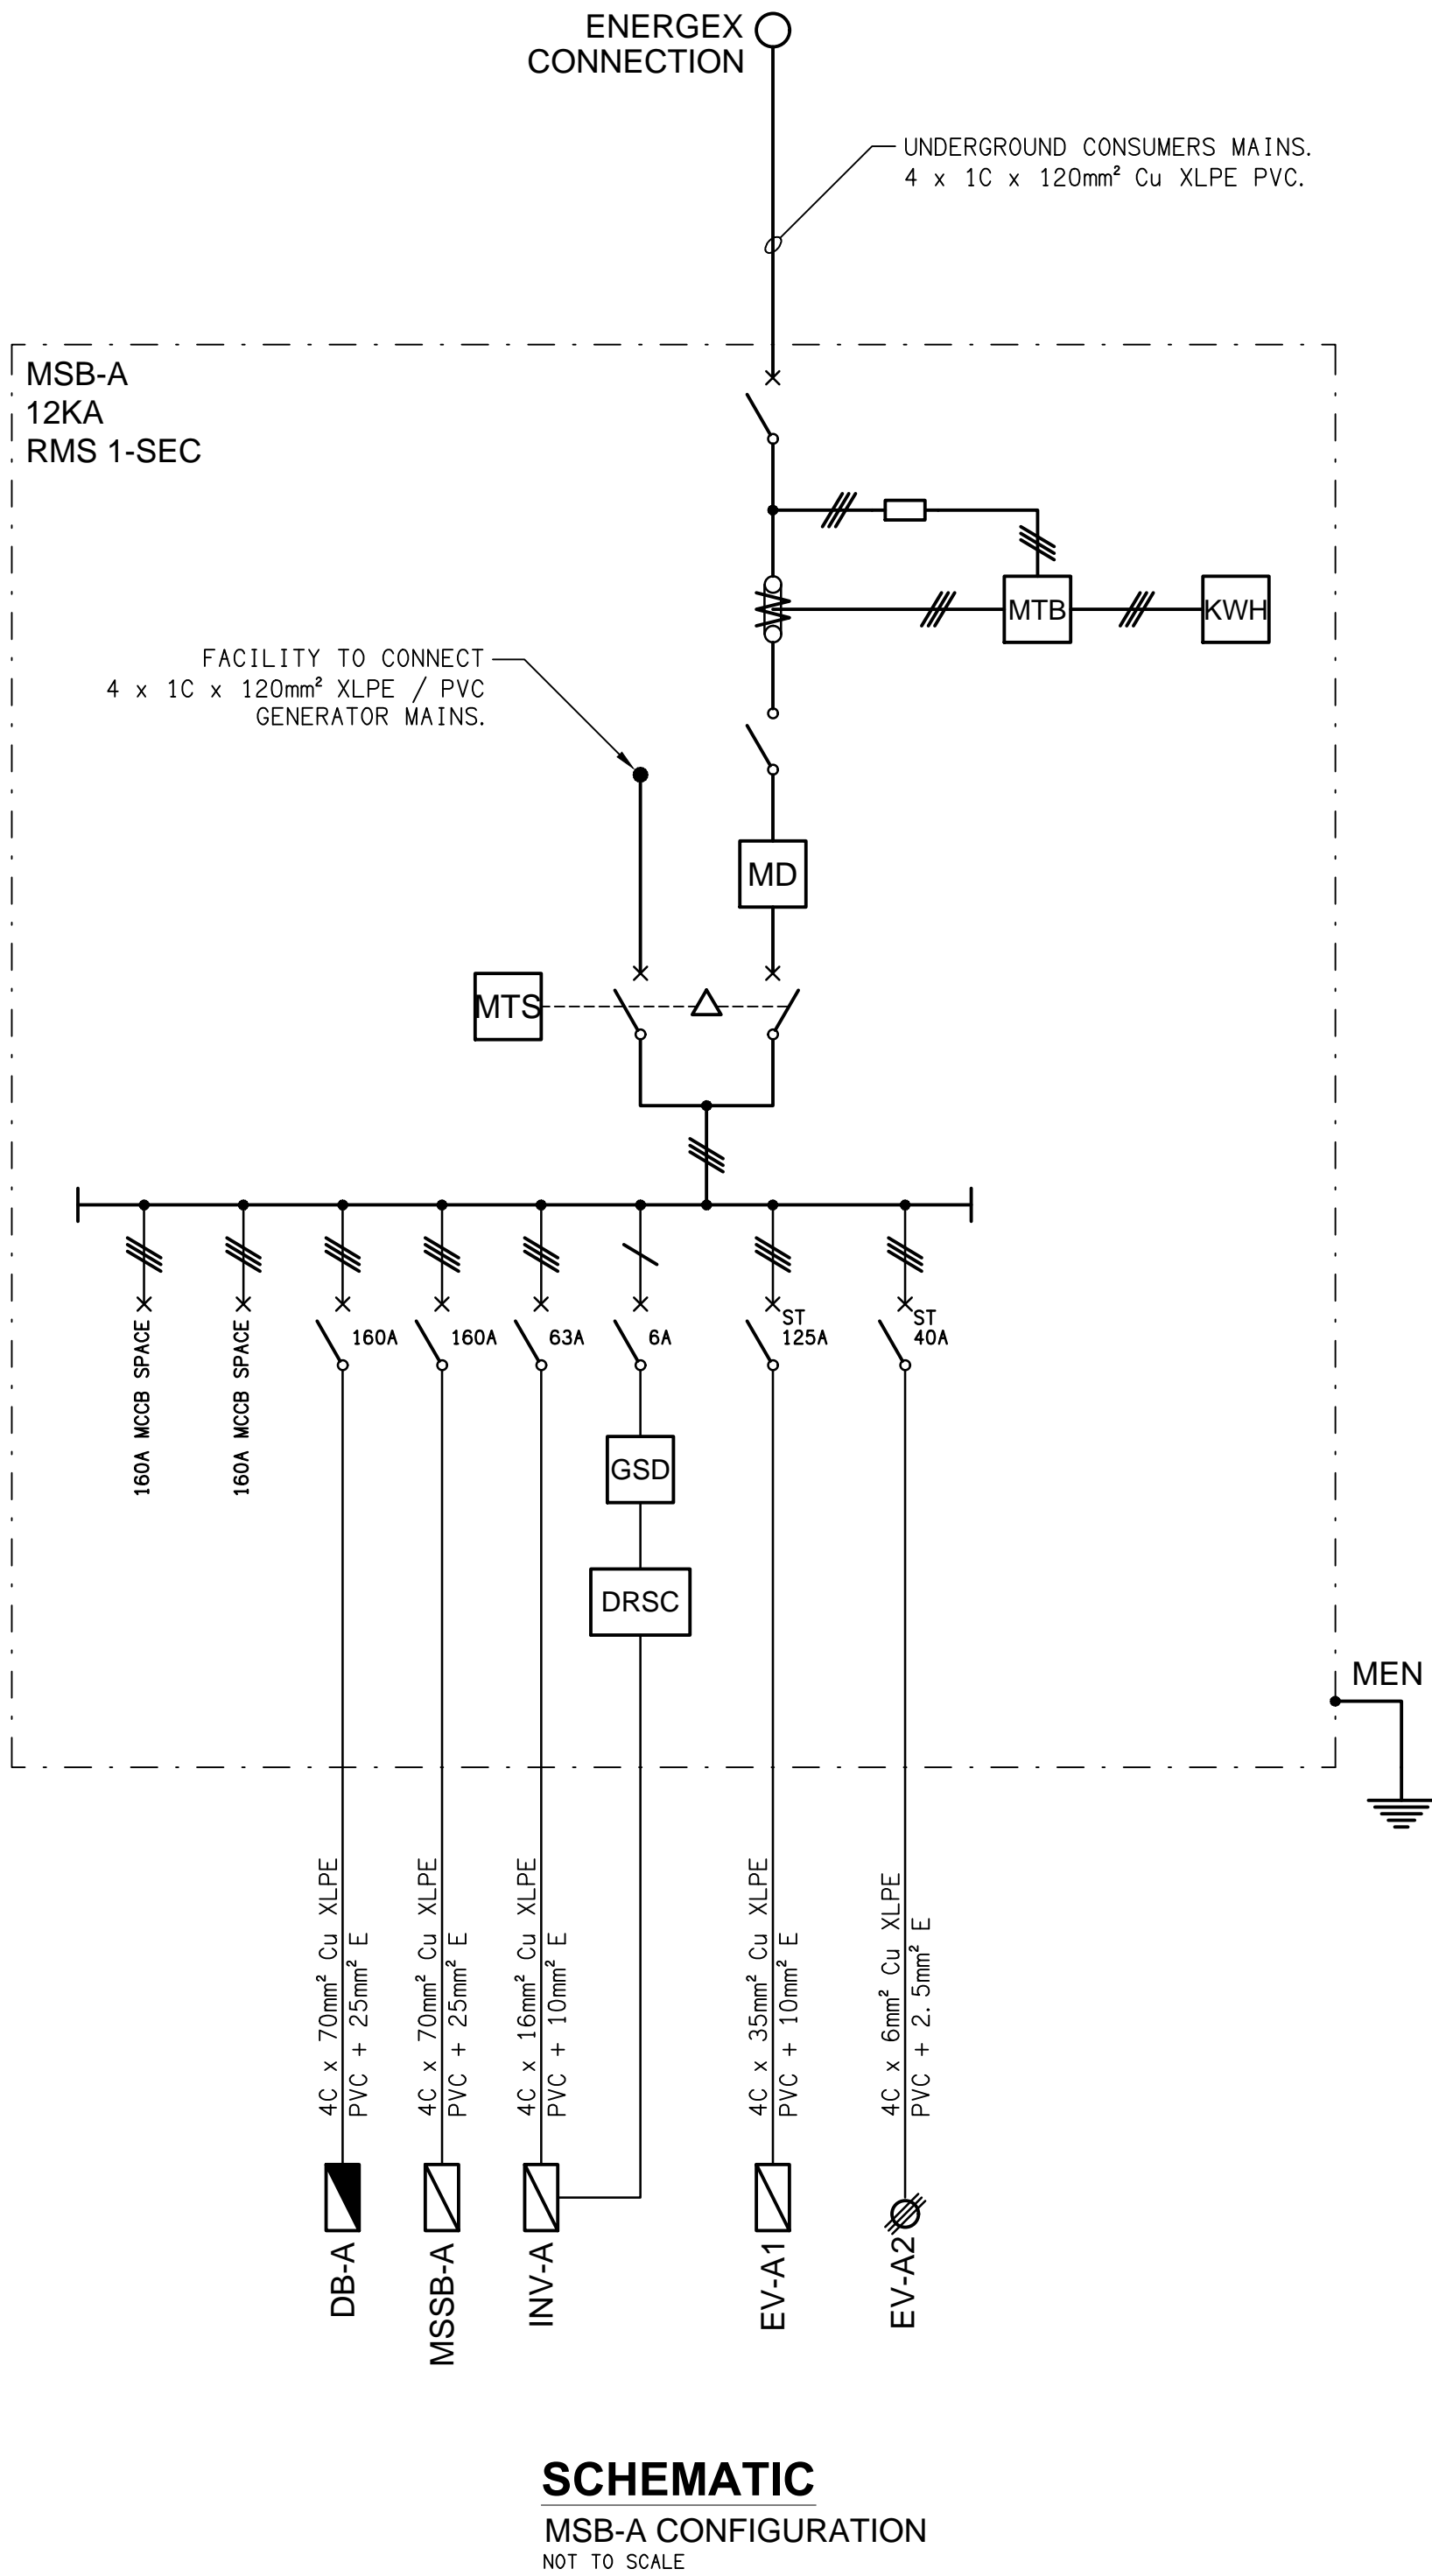 ENERGEX
CONNECTION
UNDERGROUND CONSUMERS MAINS.
4 x 1C x 120mm² Cu XLPE PVC.
MSB-A
12KA
RMS 1-SEC
MTB
KWH
FACILITY TO CONNECT
4 x 1C x 120mm² XLPE / PVC
GENERATOR MAINS.
MD
MTS
160A MCCB SPACE
160A MCCB SPACE
160A
160A
63A
6A
ST
125A
ST
40A
GSD
DRSC
MEN
4C x 70mm² Cu XLPE
PVC + 25mm² E
4C x 70mm² Cu XLPE
PVC + 25mm² E
4C x 16mm² Cu XLPE
PVC + 10mm² E
4C x 35mm² Cu XLPE
PVC + 10mm² E
4C x 6mm² Cu XLPE
PVC + 2.5mm² E
DB-A
MSSB-A
INV-A
EV-A1
EV-A2
SCHEMATIC
MSB-A CONFIGURATION
NOT TO SCALE